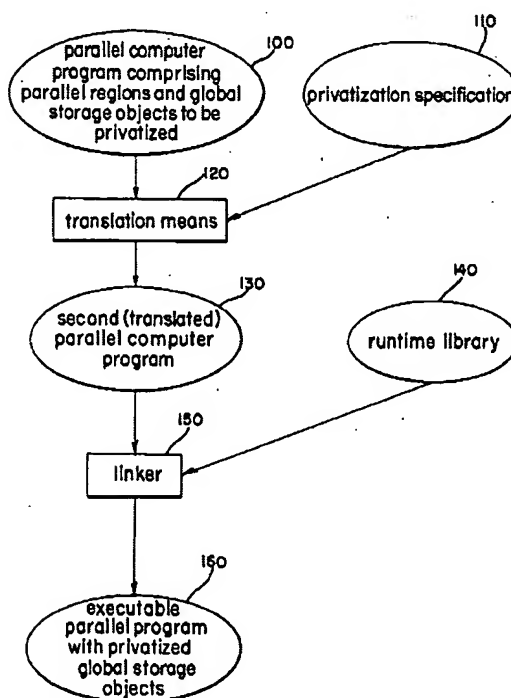 100
parallel computer
program comprising
parallel regions and global
storage objects to be
privatized
110
privatization specification
120
translation means
130
second (translated)
parallel computer
program
140
runtime library
150
linker
160
executable
parallel program
with privatized
global storage
objects